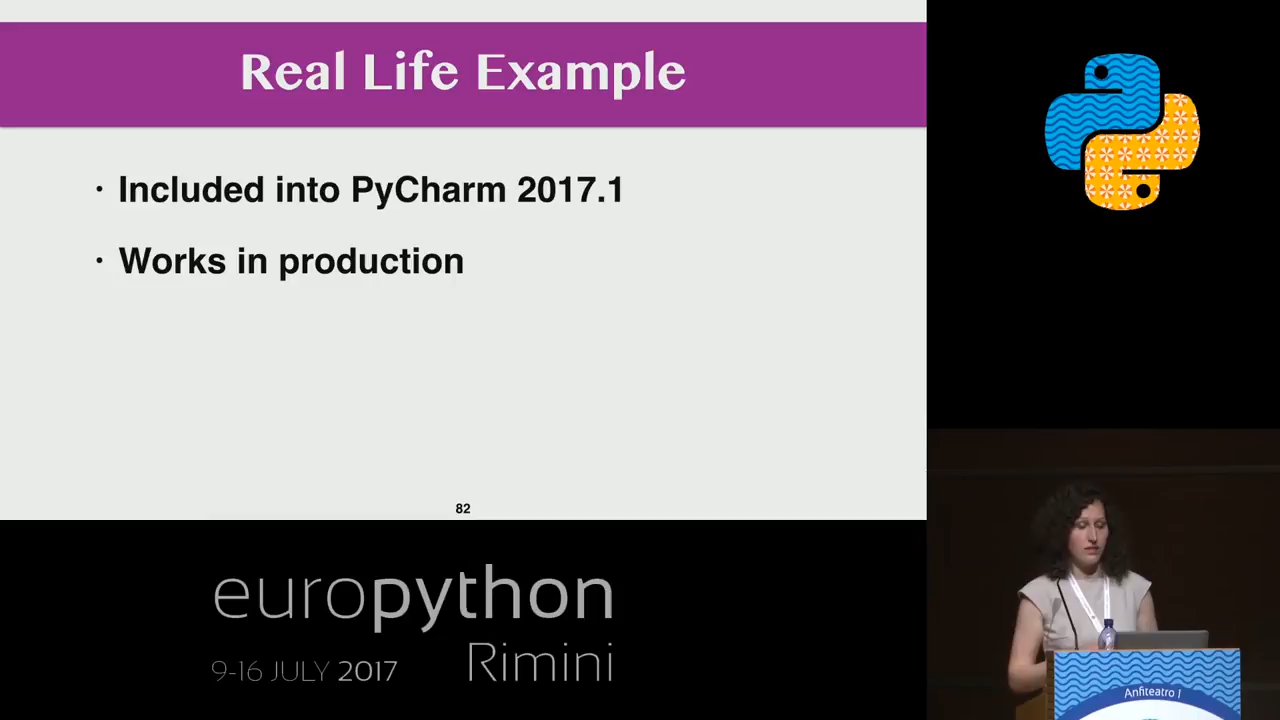 Real Life Example
· Included into PyCharm 2017.1
· Works in production
82
europython
9-16 JULY 2017 Rimini
Anfiteatro 1